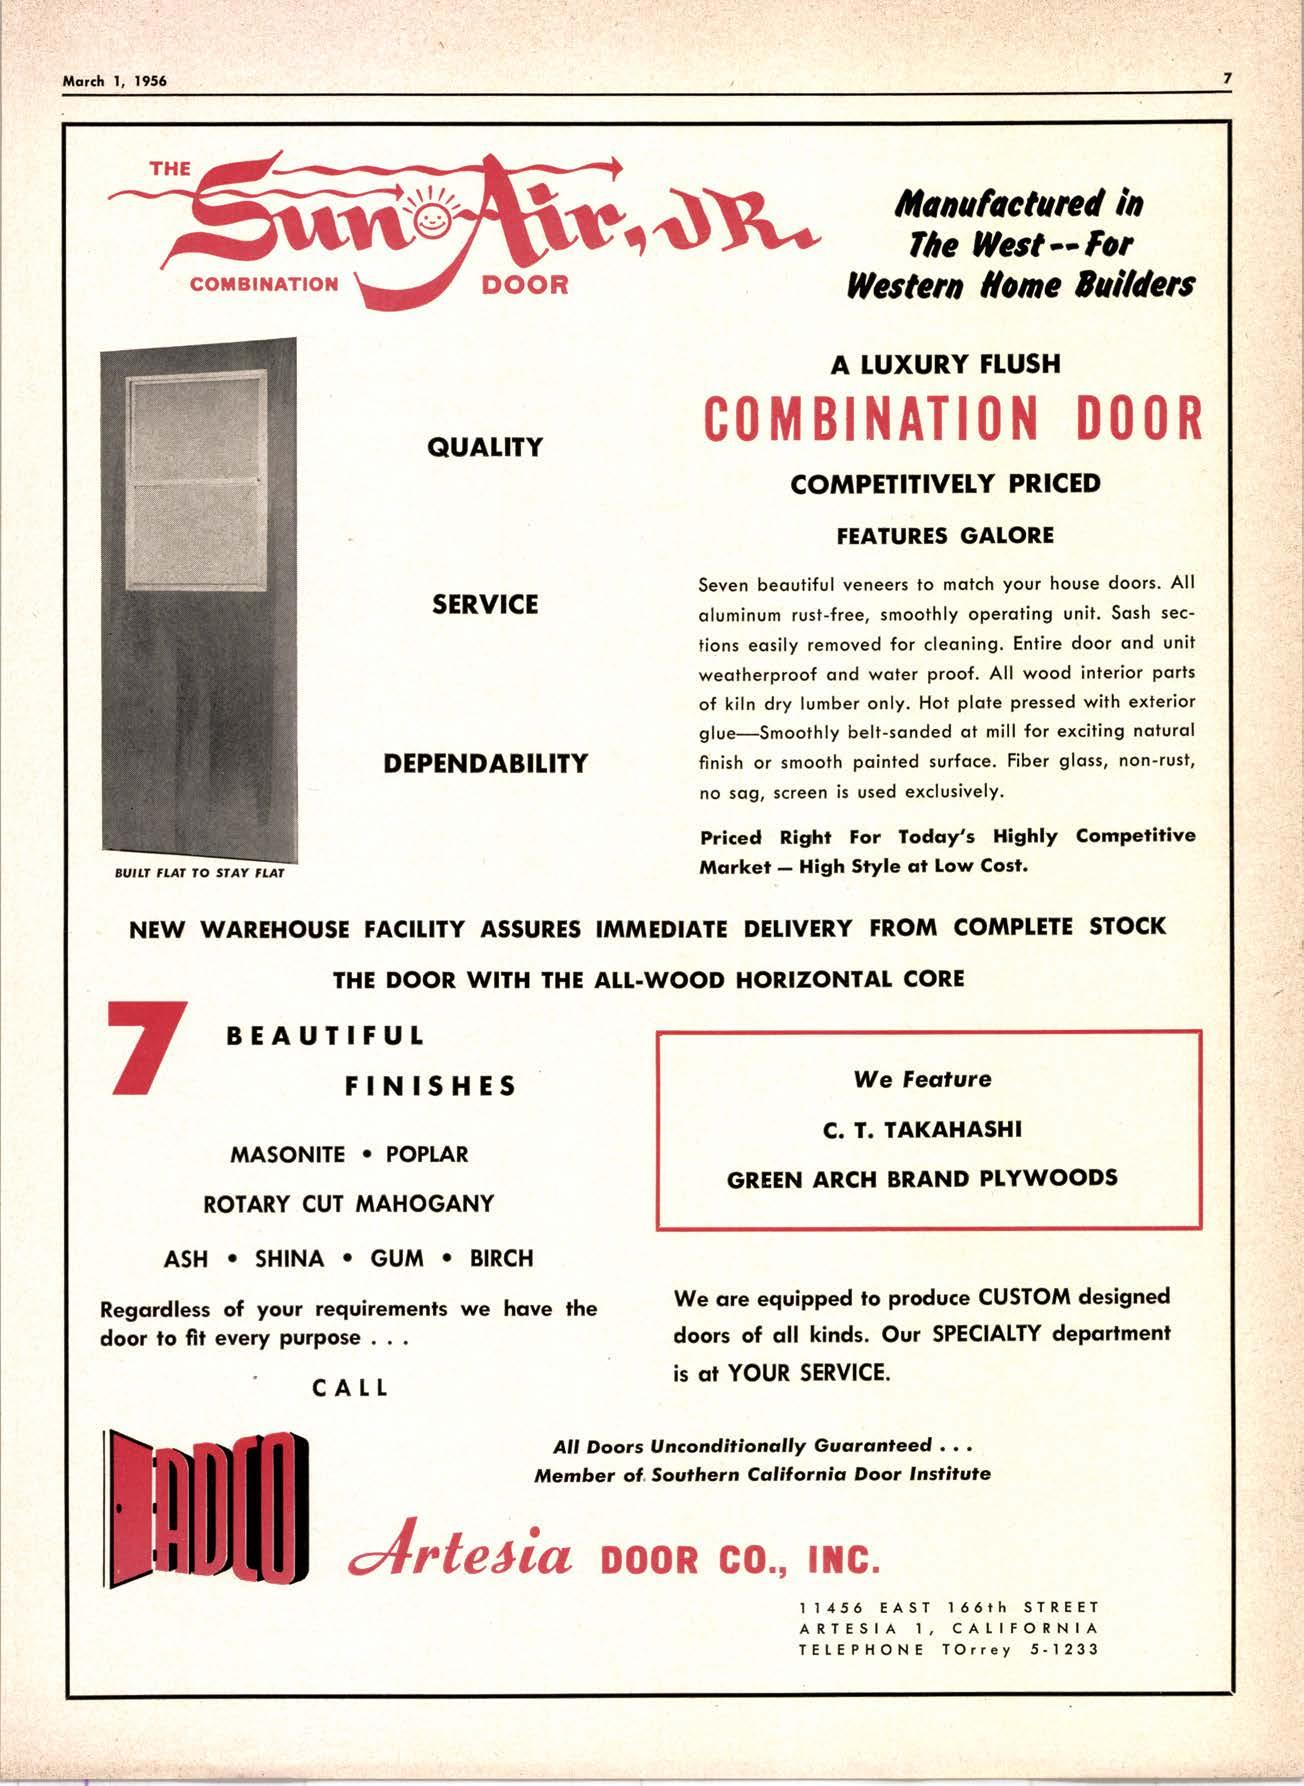 March 1, 1956
7
THE
Sun Air, JR.
COMBINATION DOOR
Manufactured in
The West -- For
Western Home Builders
A LUXURY FLUSH
COMBINATION DOOR
COMPETITIVELY PRICED
FEATURES GALORE
QUALITY
SERVICE
DEPENDABILITY
BUILT FLAT TO STAY FLAT
Seven beautiful veneers to match your house doors. All
aluminum rust-free, smoothly operating unit. Sash sec-
tions easily removed for cleaning. Entire door and unit
weatherproof and water proof. All wood interior parts
of kiln dry lumber only. Hot plate pressed with exterior
glue—Smoothly belt-sanded at mill for exciting natural
finish or smooth painted surface. Fiber glass, non-rust,
no sag, screen is used exclusively.
Priced Right For Today's Highly Competitive
Market — High Style at Low Cost.
NEW WAREHOUSE FACILITY ASSURES IMMEDIATE DELIVERY FROM COMPLETE STOCK
THE DOOR WITH THE ALL-WOOD HORIZONTAL CORE
7 BEAUTIFUL
FINISHES
MASONITE • POPLAR
ROTARY CUT MAHOGANY
ASH • SHINA • GUM • BIRCH
Regardless of your requirements we have the
door to fit every purpose . . .
CALL
We Feature
C. T. TAKAHASHI
GREEN ARCH BRAND PLYWOODS
We are equipped to produce CUSTOM designed
doors of all kinds. Our SPECIALTY department
is at YOUR SERVICE.
ADCO
All Doors Unconditionally Guaranteed . . .
Member of Southern California Door Institute
Artesia DOOR CO., INC.
11456 EAST 166th STREET
ARTESIA 1, CALIFORNIA
TELEPHONE TOrrey 5-1233